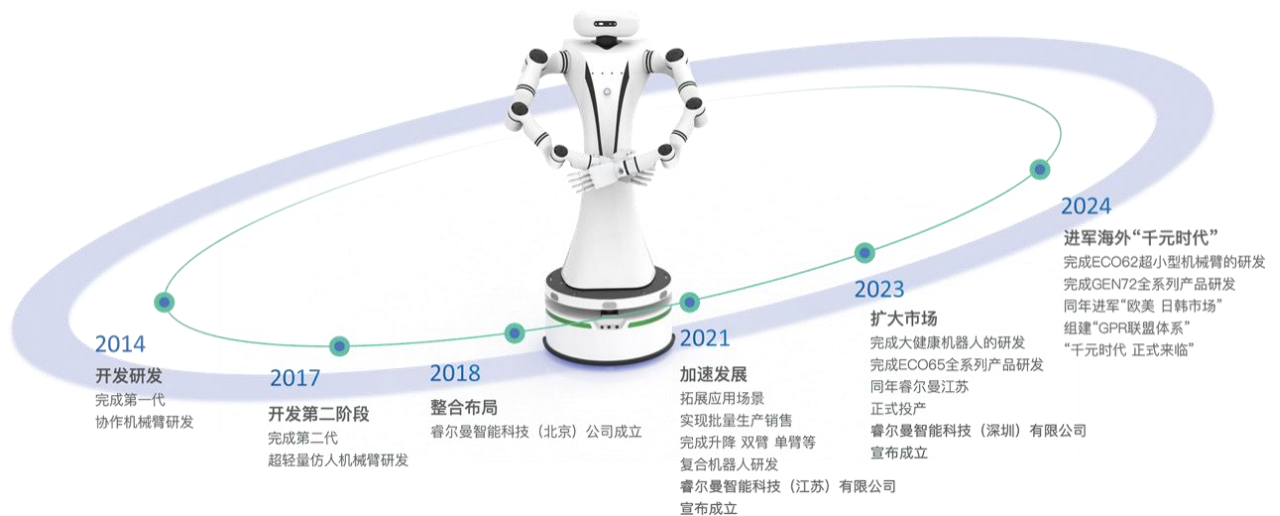 2014
开发研发
完成第一代
协作机械臂研发
2017
开发第二阶段
完成第二代
超轻量仿人机械臂研发
2018
整合布局
睿尔曼智能科技（北京）公司成立
2021
加速发展
拓展应用场景
实现批量生产销售
完成升降 双臂 单臂等
复合机器人研发
睿尔曼智能科技（江苏）有限公司
宣布成立
2023
扩大市场
完成大健康机器人的研发
完成ECO65全系列产品研发
同年睿尔曼江苏
正式投产
睿尔曼智能科技（深圳）有限公司
宣布成立
2024
进军海外“千元时代”
完成ECO62超小型机械臂的研发
完成GEN72全系列产品研发
同年进军“欧美 日韩市场”
组建“GPR联盟体系”
“千元时代 正式来临”